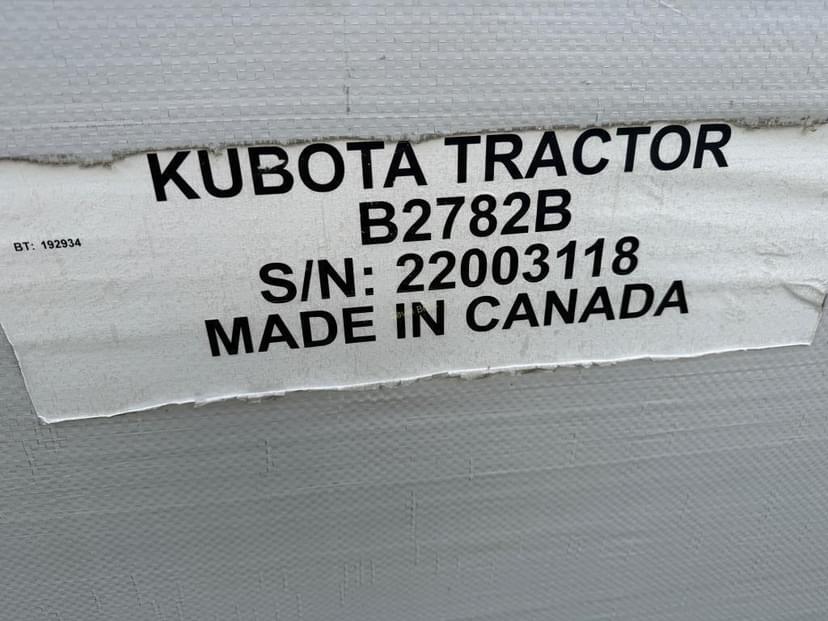 KUBOTA TRACTOR
B2782B
BT: 192934
S/N: 22003118
MADE IN CANADA